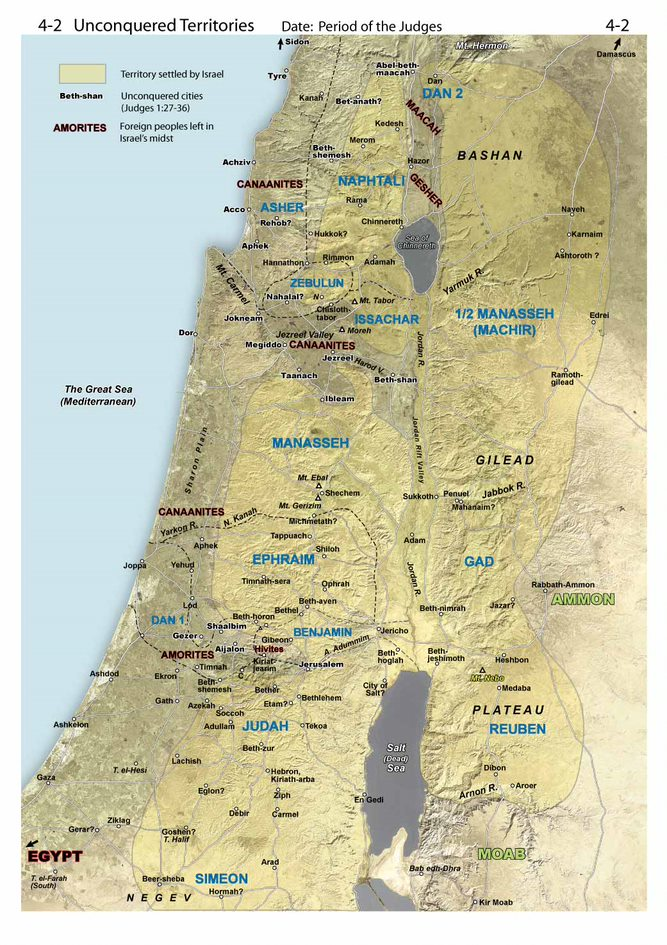 4-2 Unconquered Territories Date: Period of the Judges 4-2
Sidon
Mt. Hermon
Damascus
Territory settled by Israel
Tyre
Abel-beth-
maacah
Dan
DAN 2
Beth-shan
Unconquered cities
(Judges 1:27-36)
Kanah
Bet-anath?
MAACAH
AMORITES
Foreign peoples left in
Israel's midst
Kedesh
Merom
Beth-
shemesh
BASHAN
Achziv
Hazor
CANAANITES
NAPHTALI
GESHER
Acco
ASHER
Rama
Rehob?
Naveh
Chinnereth
Hukkok?
Sea of
Chinnereth
Karnaim
Aphek
Ashtoroth ?
Hannathon
Rimmon
Adamah
Mt. Carmel
ZEBULUN
Yarmuk R.
Nahalal?
N
Mt. Tabor
Chisloth-
tabor
Jokneam
ISSACHAR
1/2 MANASSEH
(MACHIR)
Edrei
Dor
Jezreel Valley
Moreh
Megiddo
CANAANITES
Jordan R.
Jezreel
Harod V.
Taanach
Beth-shan
Ramoth-
gilead
The Great Sea
(Mediterranean)
Ibleam
Jordan Rift Valley
MANASSEH
Sharon Plain
GILEAD
Mt. Ebal
Shechem
Mt. Gerizim
Sukkoth
Penuel
Jabbok R.
Mahanaim?
CANAANITES
N. Kanah
Michmetath?
Yarkon R.
Tappuach
Adam
Aphek
Shiloh
Joppa
Yehud
EPHRAIM
GAD
Timnath-sera
Ophrah
Jordan R.
Rabbath-Ammon
AMMON
Lod
Beth-aven
Bethel
Beth-nimrah
Jazer?
DAN 1
Beth-horon
Shaalbim
Gezer
Gibeon
BENJAMIN
Jericho
Aijalon
Hivites
A. Adummim
AMORITES
Kiriat-
jearim
Jerusalem
Beth-
hoglah
Beth-
jeshimoth
Heshbon
Timnah
Ashdod
Ekron
C
Mt. Nebo
Beth-
shemesh
Bether
City of
Salt?
Medaba
Gath
Azekah
Etam?
Bethlehem
Soccoh
PLATEAU
Ashkelon
Adullam
JUDAH
Tekoa
REUBEN
Beth-zur
Salt
(Dead)
Sea
Lachish
T. el-Hesi
Hebron,
Kiriath-arba
Dibon
Gaza
Eglon?
Ziph
En Gedi
Arnon R.
Aroer
Debir
Carmel
Ziklag
Gerar?
Goshen?
T. Halif
EGYPT
MOAB
Arad
Bab edh-Dhra
T. el-Farah
(South)
Beer-sheba
SIMEON
Hormah?
NEGEV
Kir Moab